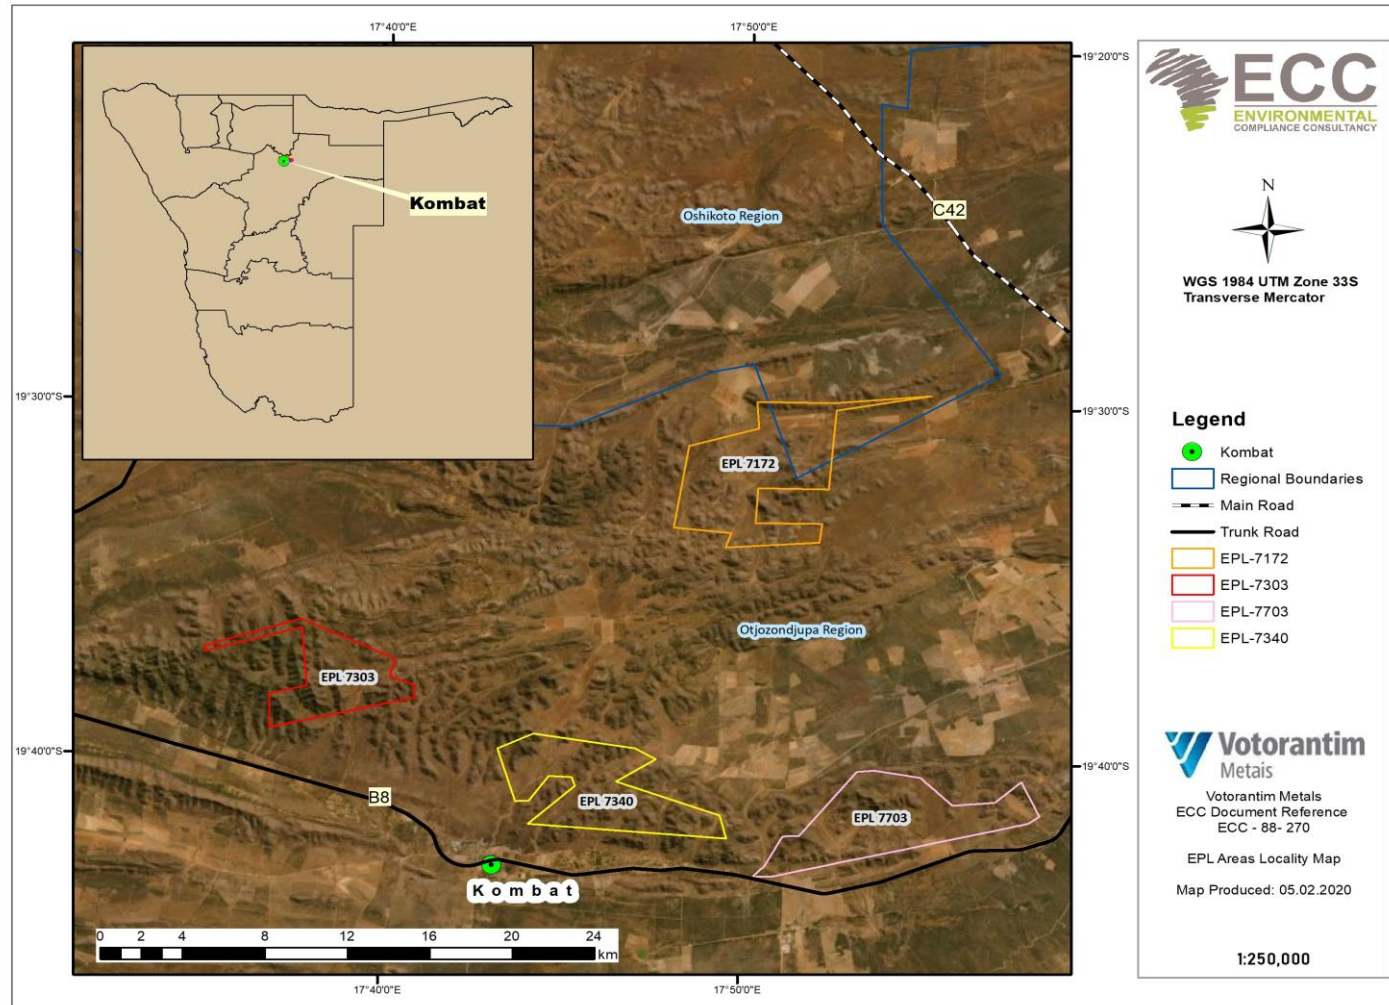 17°40'0"E
17°50'0"E
19°20'0"S
19°30'0"S
19°30'0"S
19°40'0"S
19°40'0"S
17°40'0"E
17°50'0"E
Kombat
Oshikoto Region
C42
EPL 7172
Otjozondjupa Region
EPL 7303
EPL 7340
EPL 7703
B8
Kombat
0 2 4 8 12 16 20 24
km
ECC
ENVIRONMENTAL
COMPLIANCE CONSULTANCY
N
WGS 1984 UTM Zone 33S
Transverse Mercator
Legend
Kombat
Regional Boundaries
Main Road
Trunk Road
EPL-7172
EPL-7303
EPL-7703
EPL-7340
Votorantim
Metais
Votorantim Metals
ECC Document Reference
ECC - 88- 270
EPL Areas Locality Map
Map Produced: 05.02.2020
1:250,000